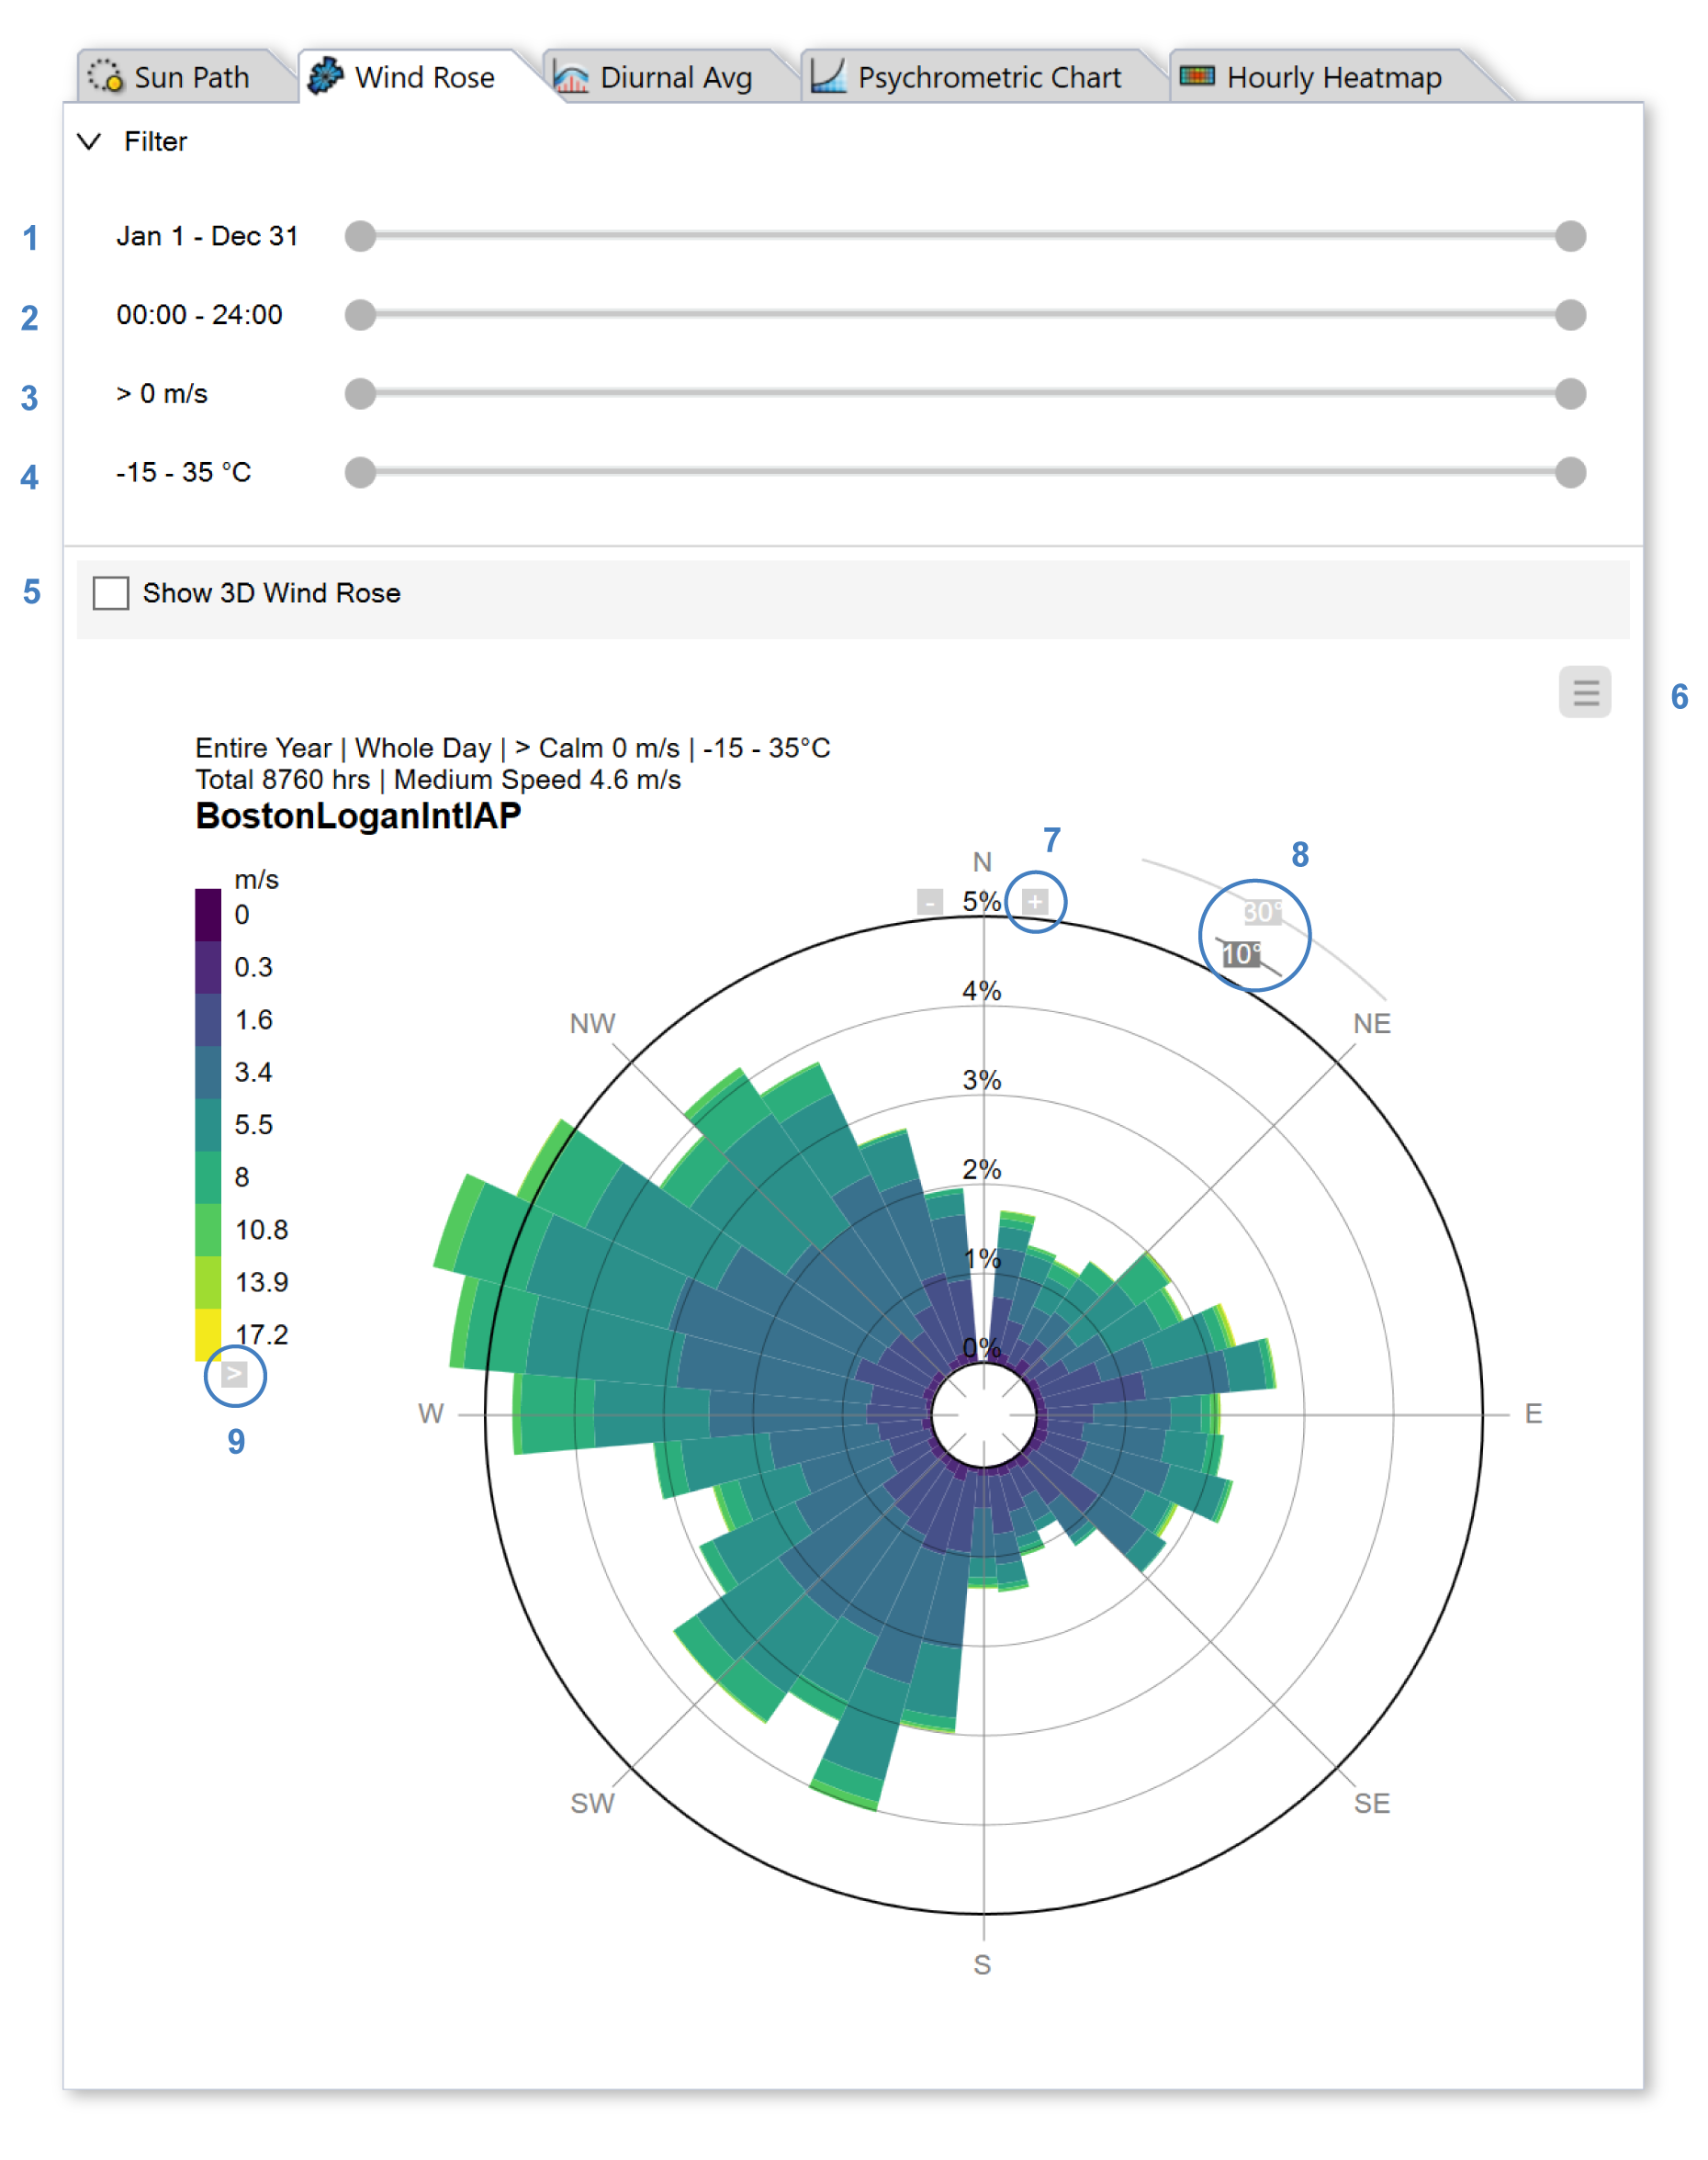 Sun Path Wind Rose Diurnal Avg Psychrometric Chart Hourly Heatmap
Filter
1 Jan 1 - Dec 31
2 00:00 - 24:00
3 > 0 m/s
4 -15 - 35 °C
5 Show 3D Wind Rose
6
Entire Year | Whole Day | > Calm 0 m/s | -15 - 35°C
Total 8760 hrs | Medium Speed 4.6 m/s
BostonLoganIntlAP
7
8
N
m/s
- 5% +
30°
10°
0
0.3
1.6
3.4
5.5
8
10.8
13.9
17.2
>
9
4%
3%
2%
1%
0%
NW
NE
W
E
SW
SE
S